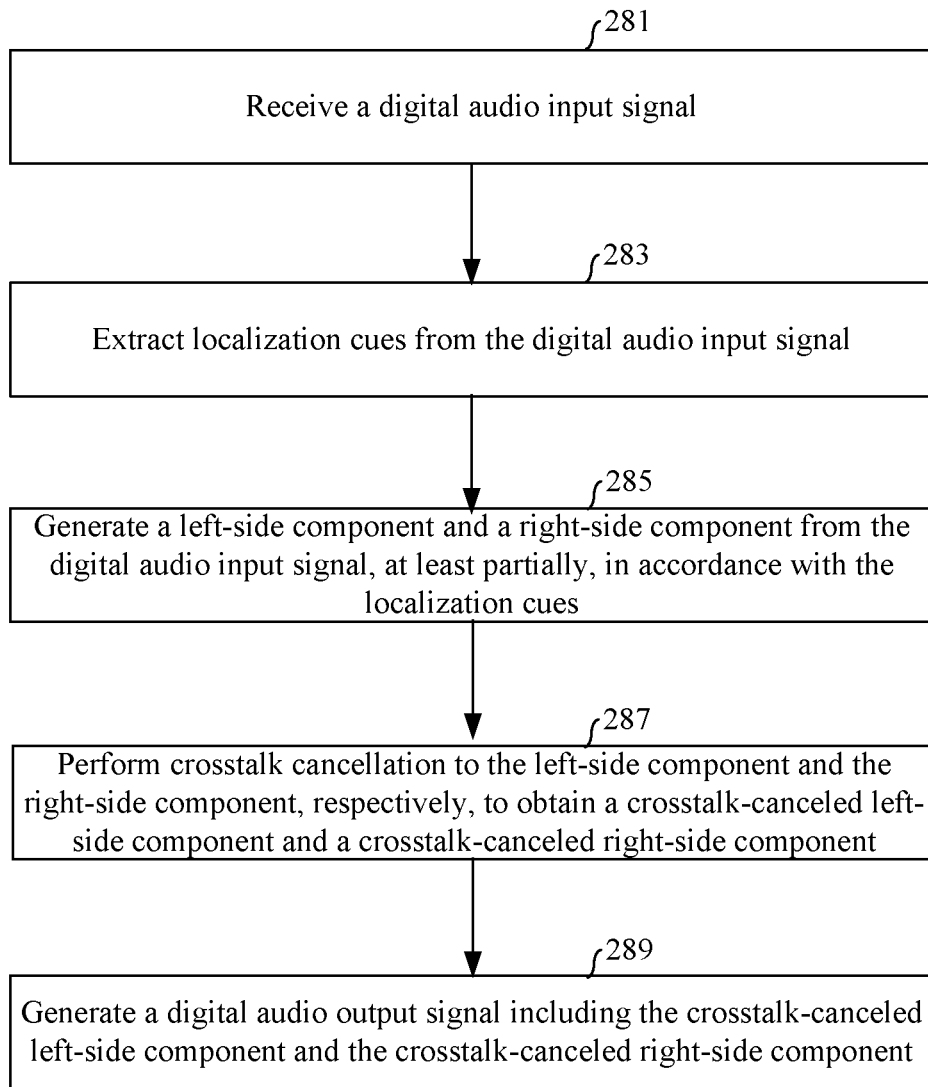 281
Receive a digital audio input signal
283
Extract localization cues from the digital audio input signal
285
Generate a left-side component and a right-side component from the
digital audio input signal, at least partially, in accordance with the
localization cues
287
Perform crosstalk cancellation to the left-side component and the
right-side component, respectively, to obtain a crosstalk-canceled left-
side component and a crosstalk-canceled right-side component
289
Generate a digital audio output signal including the crosstalk-canceled
left-side component and the crosstalk-canceled right-side component